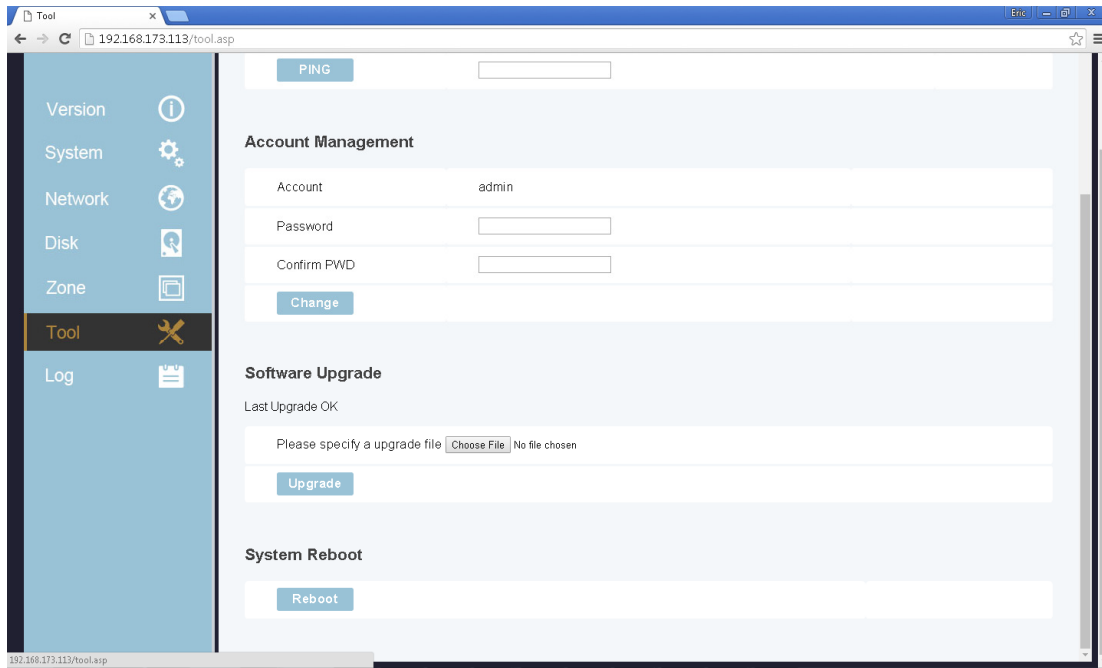 Tool
Eric
192.168.173.113/tool.asp
PING
Version
System
Network
Disk
Zone
Tool
Log
Account Management
Account admin
Password
Confirm PWD
Change
Software Upgrade
Last Upgrade OK
Please specify a upgrade file Choose File No file chosen
Upgrade
System Reboot
Reboot
192.168.173.113/tool.asp